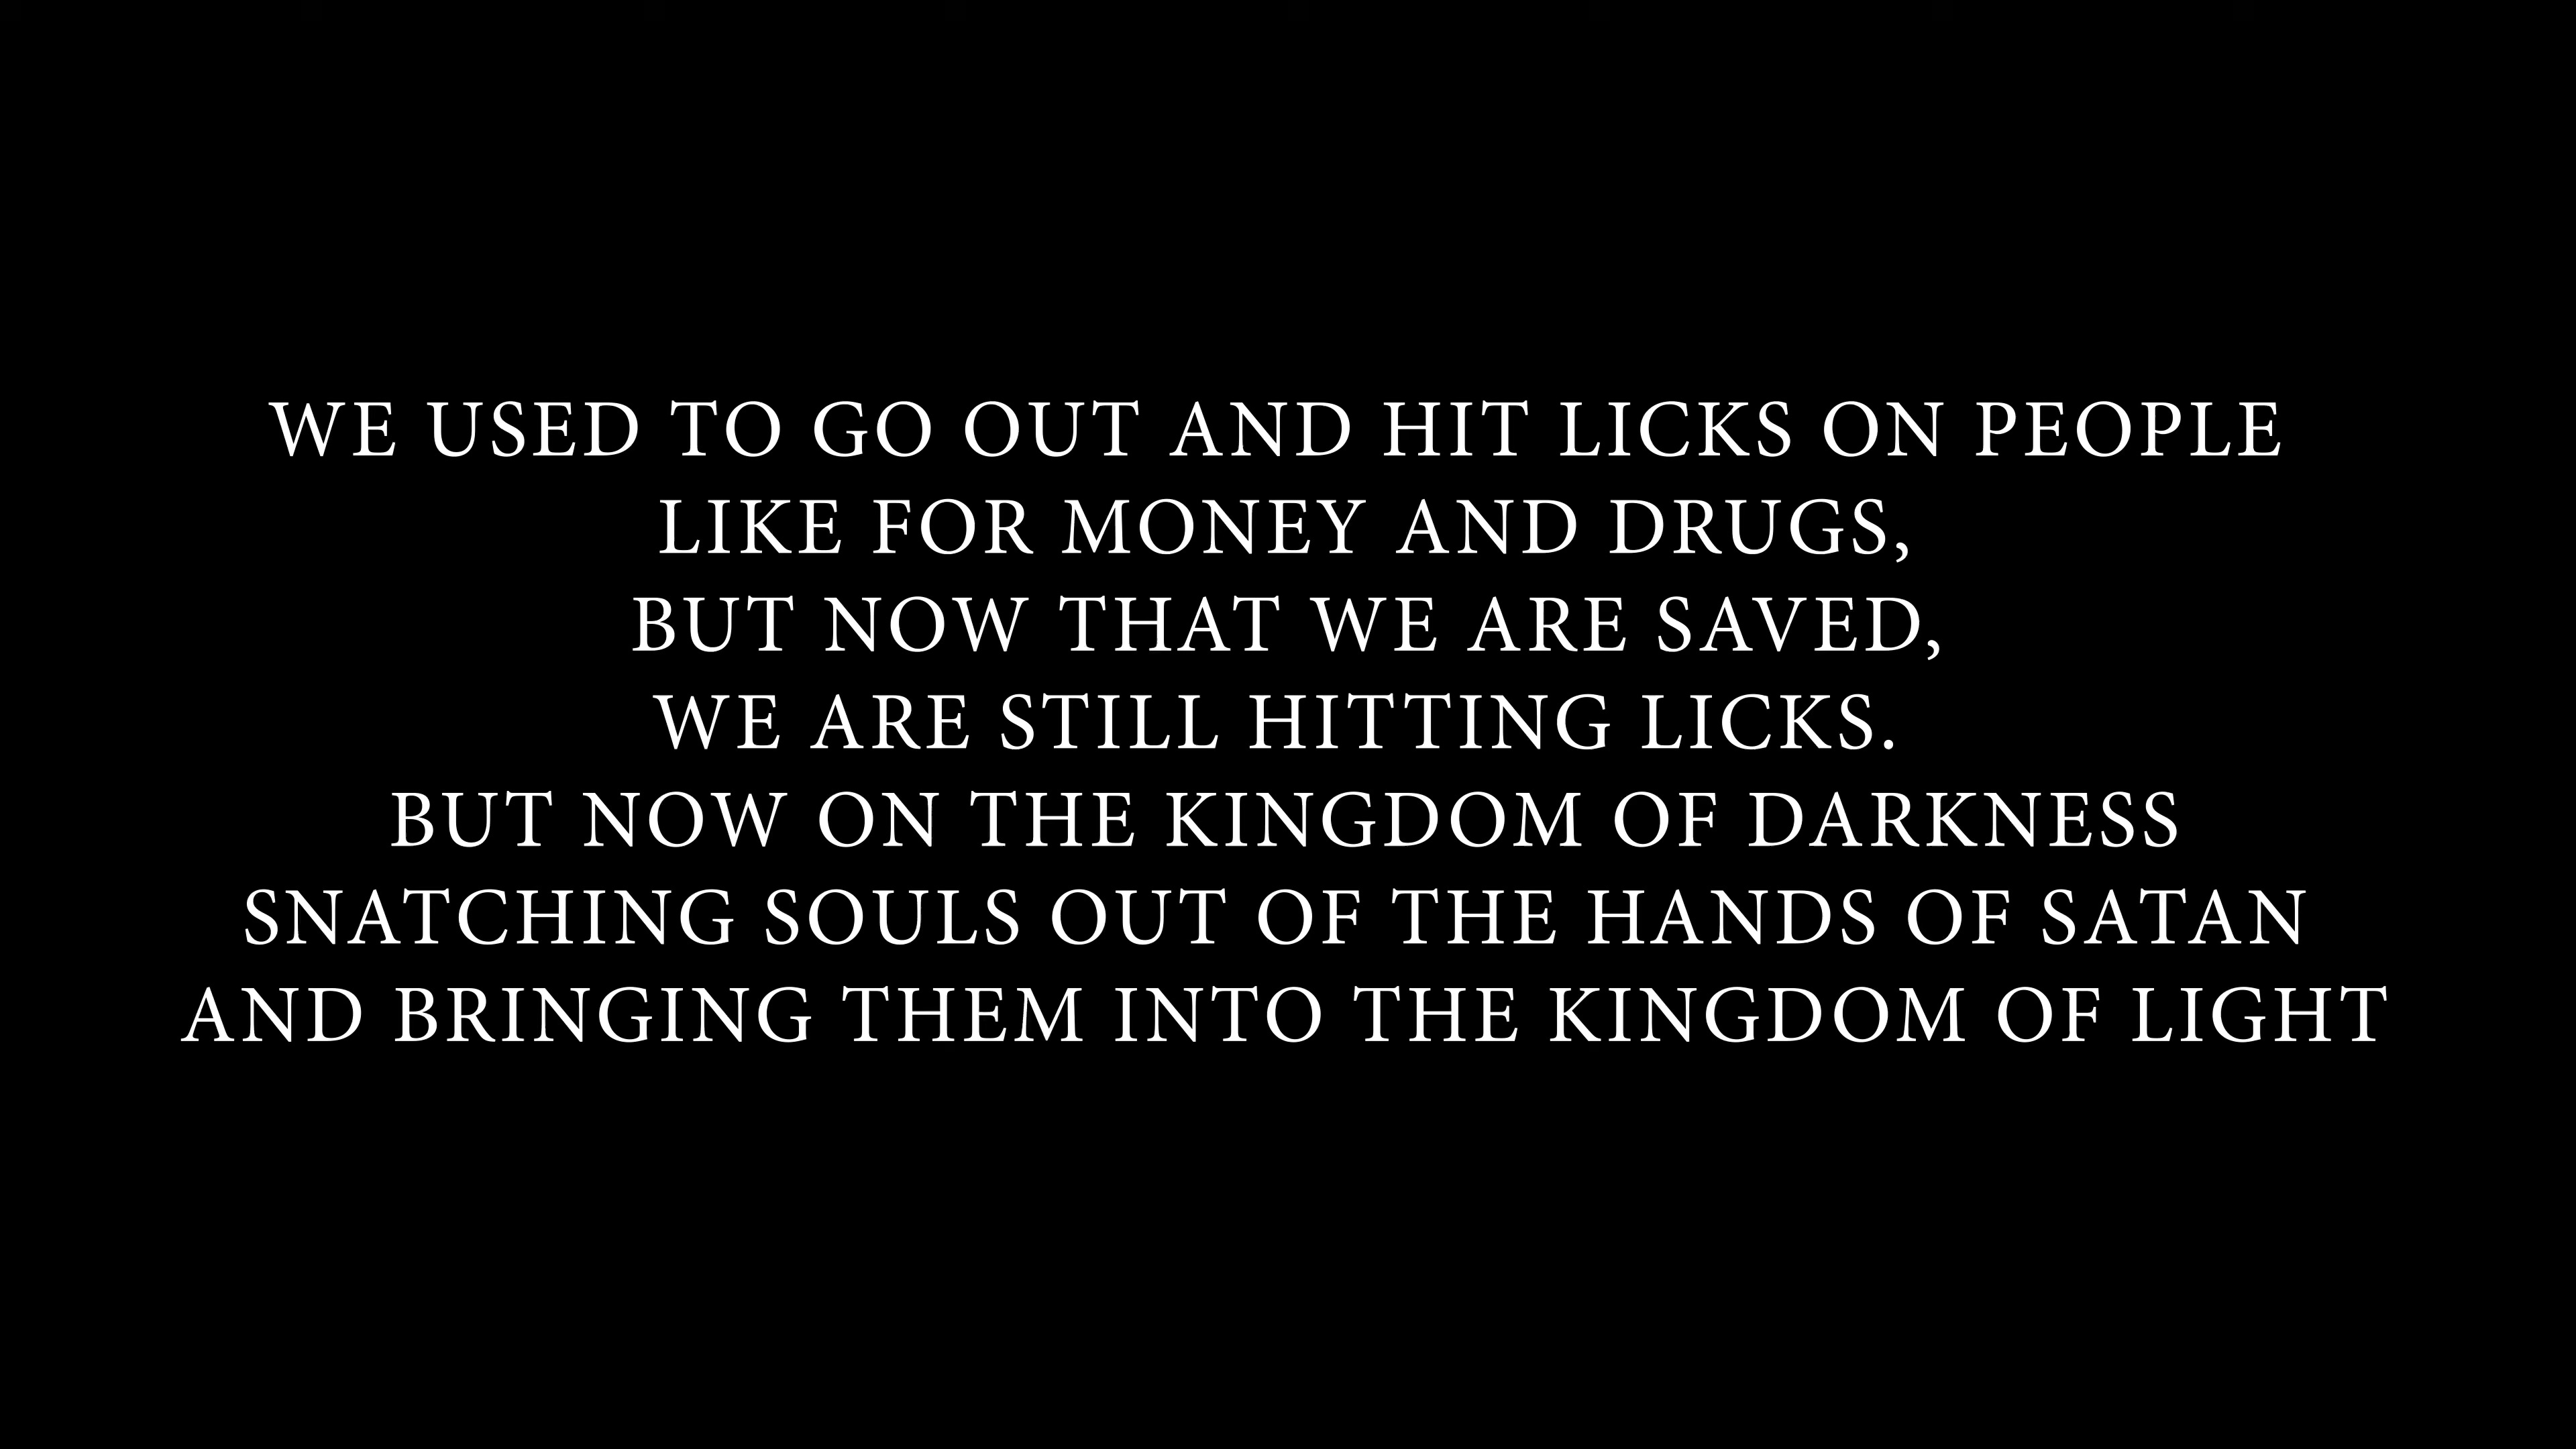 WE USED TO GO OUT AND HIT LICKS ON PEOPLE
LIKE FOR MONEY AND DRUGS,
BUT NOW THAT WE ARE SAVED,
WE ARE STILL HITTING LICKS.
BUT NOW ON THE KINGDOM OF DARKNESS
SNATCHING SOULS OUT OF THE HANDS OF SATAN
AND BRINGING THEM INTO THE KINGDOM OF LIGHT